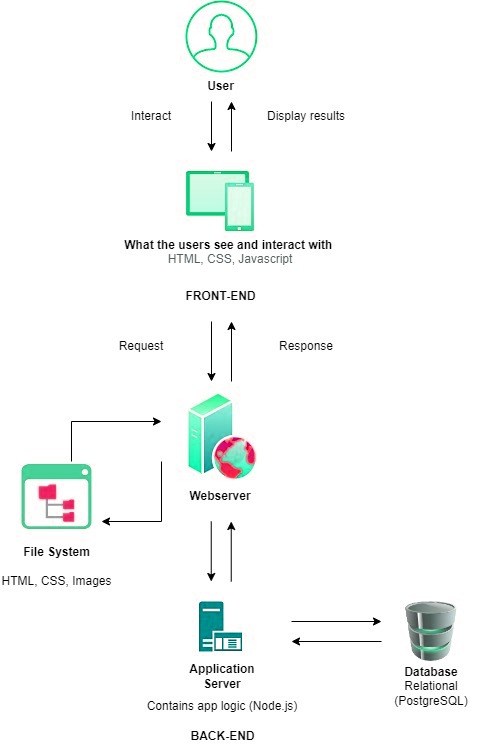 User
Interact
Display results
What the users see and interact with
HTML, CSS, Javascript
FRONT-END
Request
Response
Webserver
File System
HTML, CSS, Images
Application
Server
Contains app logic (Node.js)
Database
Relational
(PostgreSQL)
BACK-END